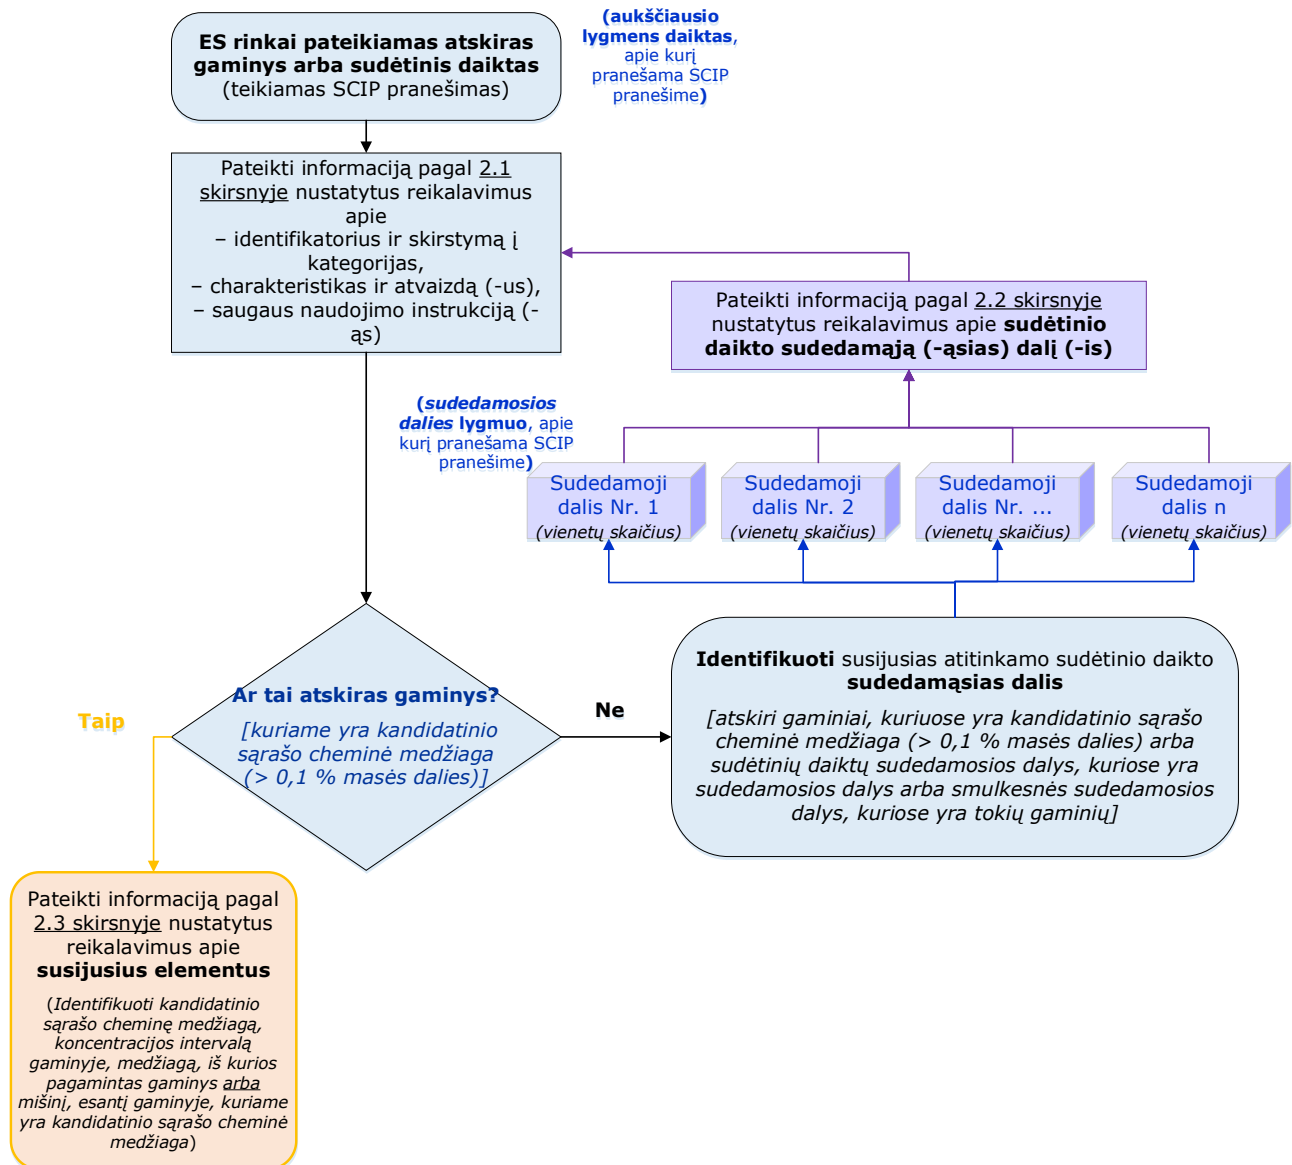 ES rinkai pateikiamas atskiras
gaminys arba sudėtinis daiktas
(teikiamas SCIP pranešimas)
(aukščiausio
lygmens daiktas,
apie kurį
pranešama SCIP
pranešime)
Pateikti informaciją pagal 2.1
skirsnyje nustatytus reikalavimus
apie
– identifikatorius ir skirstymą į
kategorijas,
– charakteristikas ir atvaizdą (-us),
– saugaus naudojimo instrukciją (-
ąs)
Pateikti informaciją pagal 2.2 skirsnyje
nustatytus reikalavimus apie sudėtinio
daikto sudedamąją (-ąsias) dalį (-is)
(sudedamosios
dalies lygmuo, apie
kurį pranešama SCIP
pranešime)
Sudedamoji
dalis Nr. 1
(vienetų skaičius)
Sudedamoji
dalis Nr. 2
(vienetų skaičius)
Sudedamoji
dalis Nr. ...
(vienetų skaičius)
Sudedamoji
dalis n
(vienetų skaičius)
Ar tai atskiras gaminys?
[kuriame yra kandidatinio
sąrašo cheminė medžiaga
(> 0,1 % masės dalies)]
Taip
Ne
Identifikuoti susijusias atitinkamo sudėtinio daikto
sudedamąsias dalis
[atskiri gaminiai, kuriuose yra kandidatinio sąrašo
cheminė medžiaga (> 0,1 % masės dalies) arba
sudėtinių daiktų sudedamosios dalys, kuriose yra
sudedamosios dalys arba smulkesnės sudedamosios
dalys, kuriose yra tokių gaminių]
Pateikti informaciją pagal
2.3 skirsnyje nustatytus
reikalavimus apie
susijusius elementus
(Identifikuoti kandidatinio
sąrašo cheminę medžiagą,
koncentracijos intervalą
gaminyje, medžiagą, iš kurios
pagamintas gaminys arba
mišinį, esantį gaminyje, kuriame
yra kandidatinio sąrašo cheminė
medžiaga)